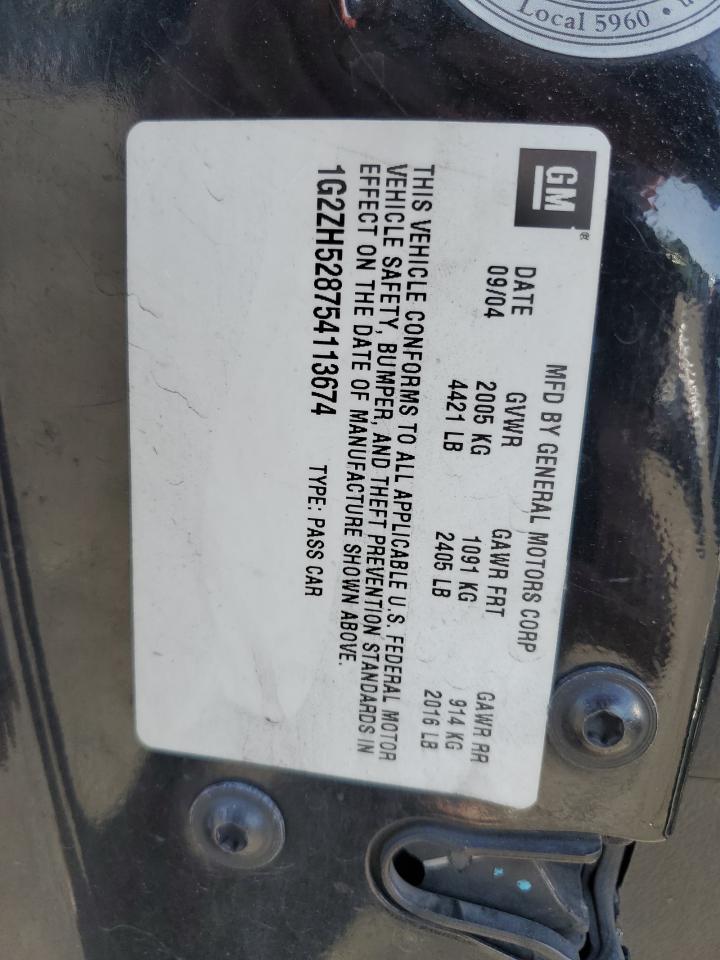 Local 5960 •
GM
®
MFD BY GENERAL MOTORS CORP
DATE GVWR GAWR FRT GAWR RR
09/04 2005 KG 1091 KG 914 KG
4421 LB 2405 LB 2016 LB
THIS VEHICLE CONFORMS TO ALL APPLICABLE U.S. FEDERAL MOTOR
VEHICLE SAFETY, BUMPER, AND THEFT PREVENTION STANDARDS IN
EFFECT ON THE DATE OF MANUFACTURE SHOWN ABOVE.
1G2ZH528754113674 TYPE: PASS CAR